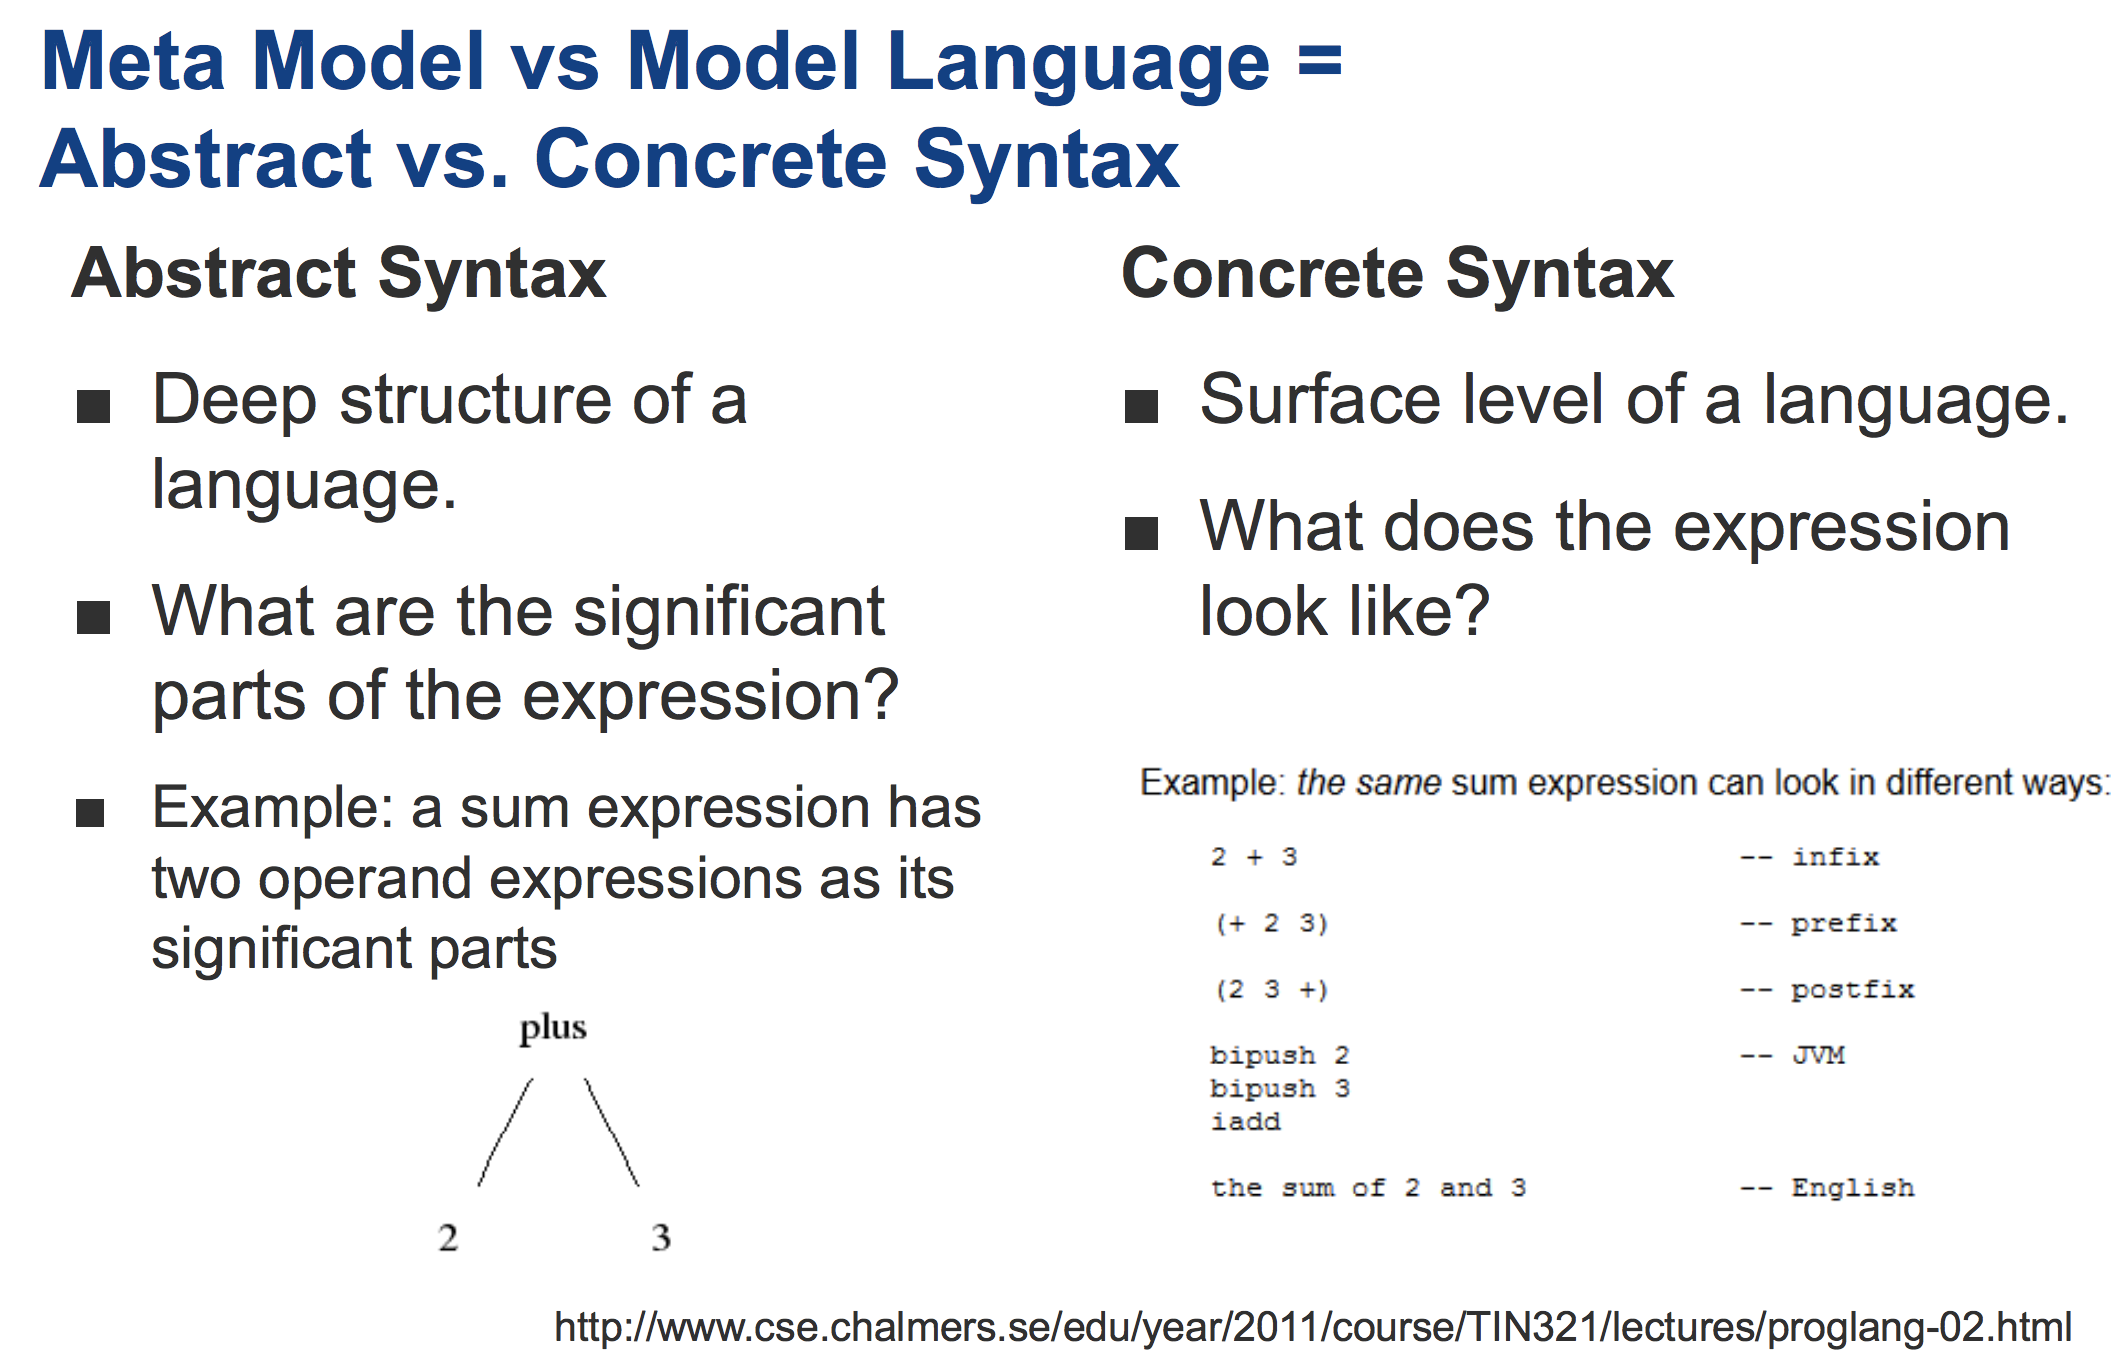 Meta Model vs Model Language =
Abstract vs. Concrete Syntax
Abstract Syntax
■ Deep structure of a
language.
■ What are the significant
parts of the expression?
■ Example: a sum expression has
two operand expressions as its
significant parts
plus
2 3
Concrete Syntax
■ Surface level of a language.
■ What does the expression
look like?
Example: the same sum expression can look in different ways:
2 + 3 -- infix
(+ 2 3) -- prefix
(2 3 +) -- postfix
bipush 2 -- JVM
bipush 3
iadd
the sum of 2 and 3 -- English
http://www.cse.chalmers.se/edu/year/2011/course/TIN321/lectures/proglang-02.html